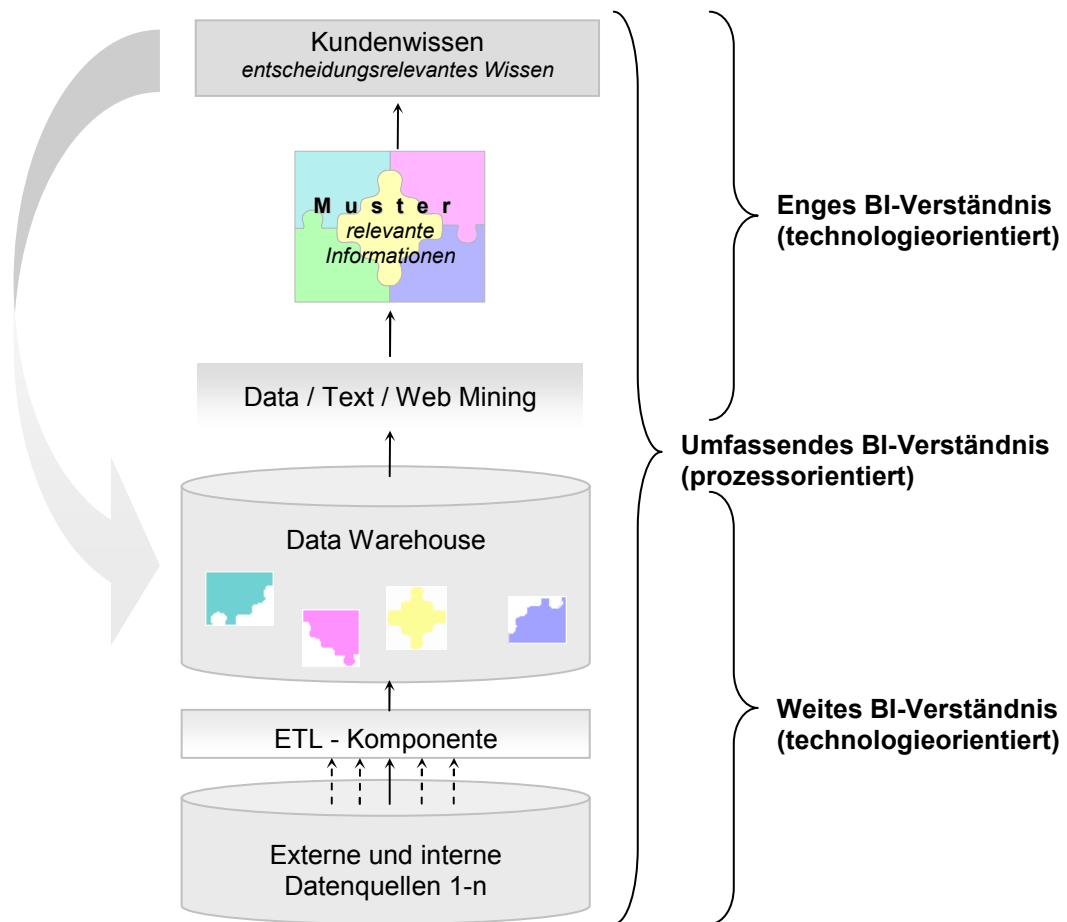 Kundenwissen
entscheidungsrelevantes Wissen
Muster
relevante
Informationen
Enges BI-Verständnis
(technologieorientiert)
Data / Text / Web Mining
Umfassendes BI-Verständnis
(prozessorientiert)
Data Warehouse
Weites BI-Verständnis
(technologieorientiert)
ETL - Komponente
Externe und interne
Datenquellen 1-n